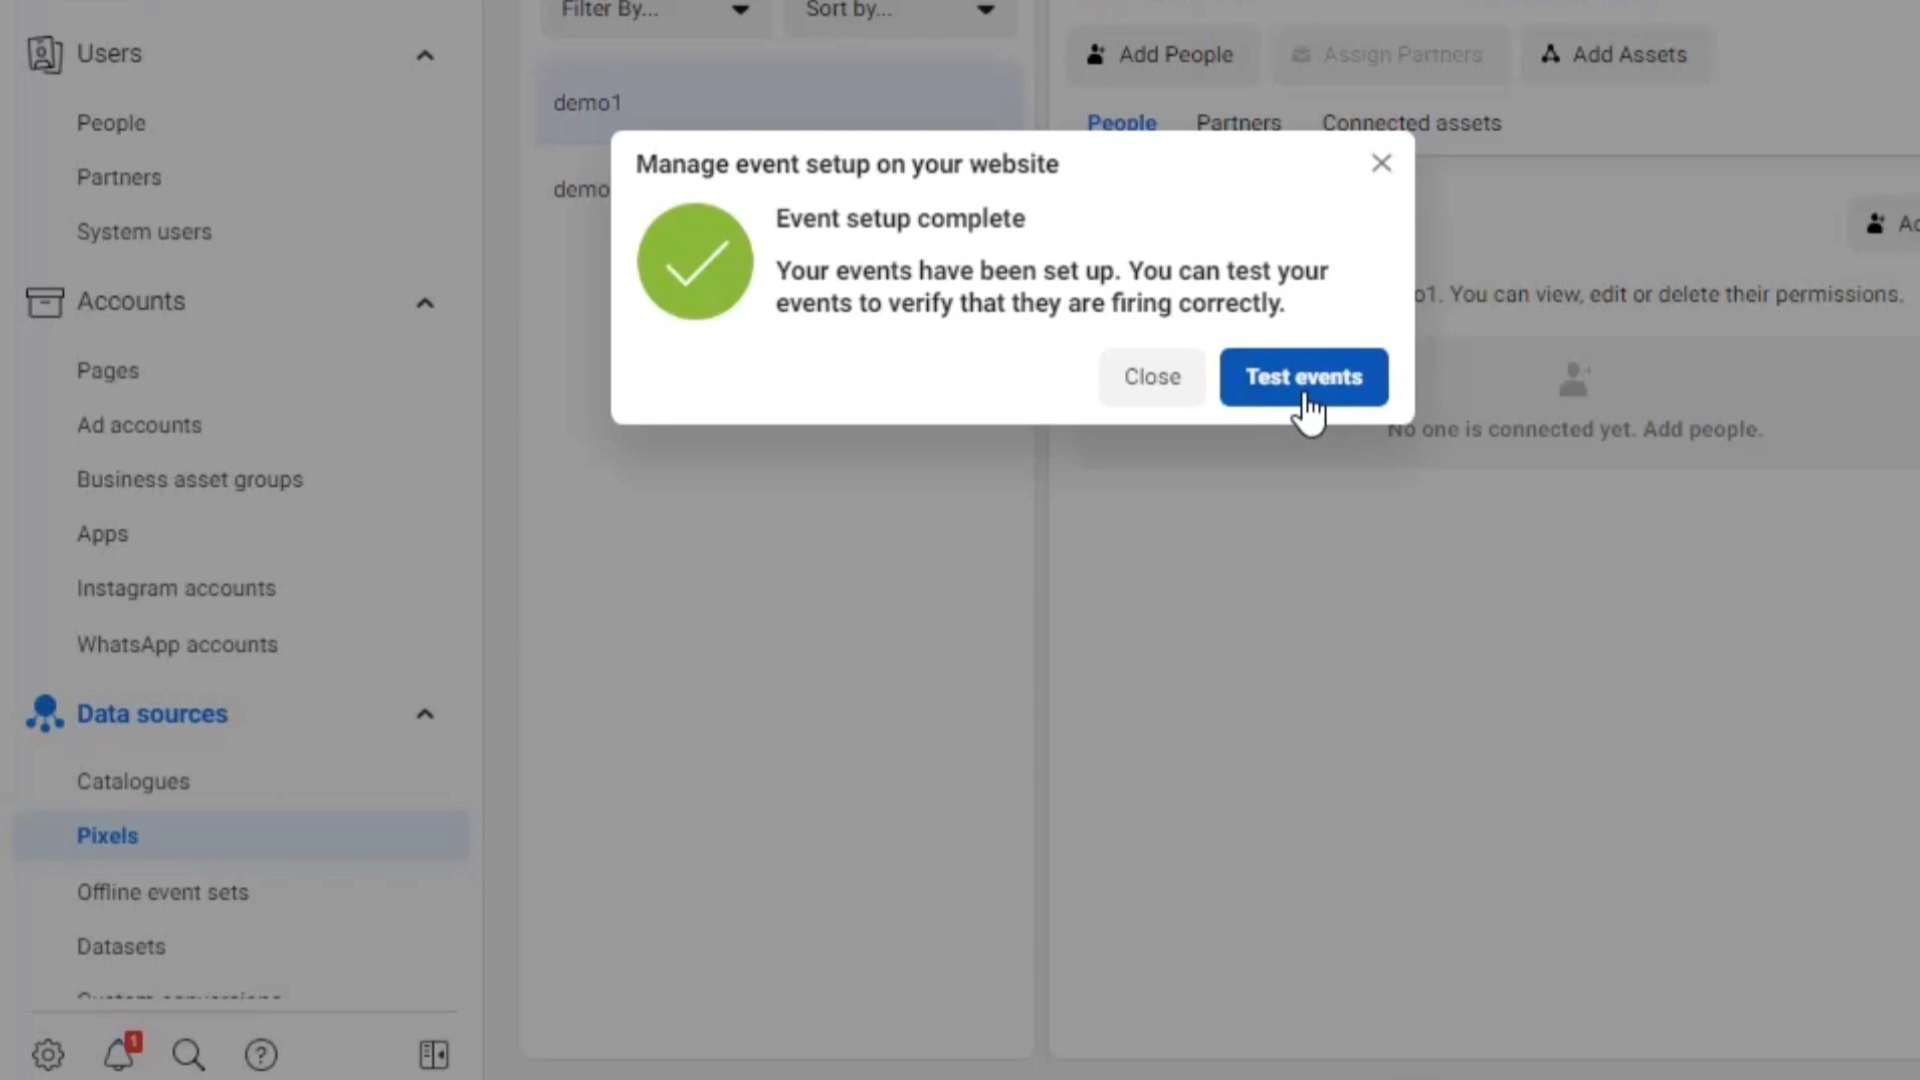 Users
People
Partners
System users
Accounts
Pages
Ad accounts
Business asset groups
Apps
Instagram accounts
WhatsApp accounts
Data sources
Catalogues
Pixels
Offline event sets
Datasets
1
Filter By...
Sort by...
demo1
demo
Add People
Assign Partners
Add Assets
People
Partners
Connected assets
Manage event setup on your website
Event setup complete
Your events have been set up. You can test your
events to verify that they are firing correctly.
Close
Test events
o1. You can view, edit or delete their permissions.
No one is connected yet. Add people.